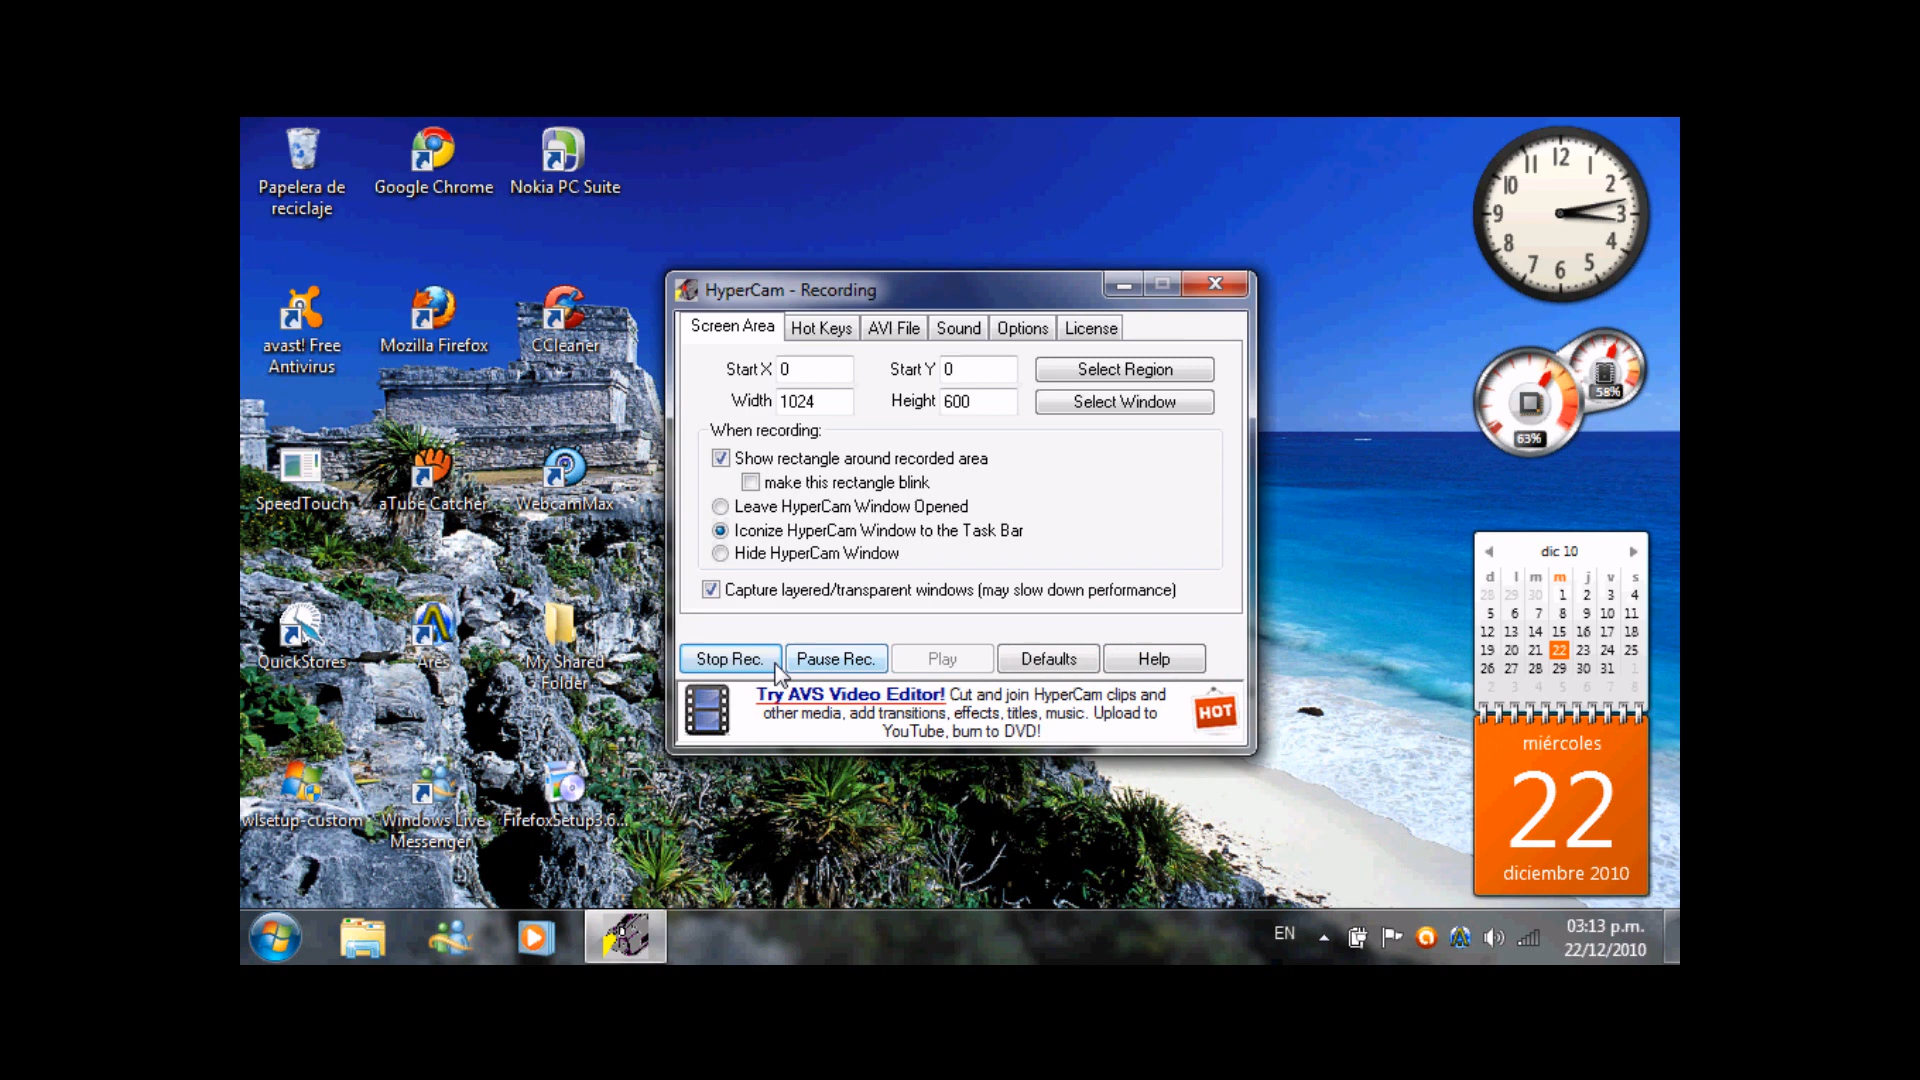 Papelera de
reciclaje
Google Chrome
Nokia PC Suite
avast! Free
Antivirus
Mozilla Firefox
CCleaner
SpeedTouch
aTube Catcher
WebcamMax
QuickStores
Ares
My Shared
Folder
wlsetup-custom
Windows Live
Messenger
FirefoxSetup3.6...
HyperCam - Recording
Screen Area
Hot Keys
AVI File
Sound
Options
License
Start X 0
Start Y 0
Select Region
Width 1024
Height 600
Select Window
When recording:
Show rectangle around recorded area
make this rectangle blink
Leave HyperCam Window Opened
Iconize HyperCam Window to the Task Bar
Hide HyperCam Window
Capture layered/transparent windows (may slow down performance)
Stop Rec.
Pause Rec.
Play
Defaults
Help
Try AVS Video Editor! Cut and join HyperCam clips and
other media, add transitions, effects, titles, music. Upload to
YouTube, burn to DVD!
HOT
12
1
2
3
4
5
6
7
8
9
10
11
58%
63%
dic 10
d l m m j v s
28 29 30 1 2 3 4
5 6 7 8 9 10 11
12 13 14 15 16 17 18
19 20 21 22 23 24 25
26 27 28 29 30 31 1
2 3 4 5 6 7 8
miércoles
22
diciembre 2010
EN
03:13 p.m.
22/12/2010